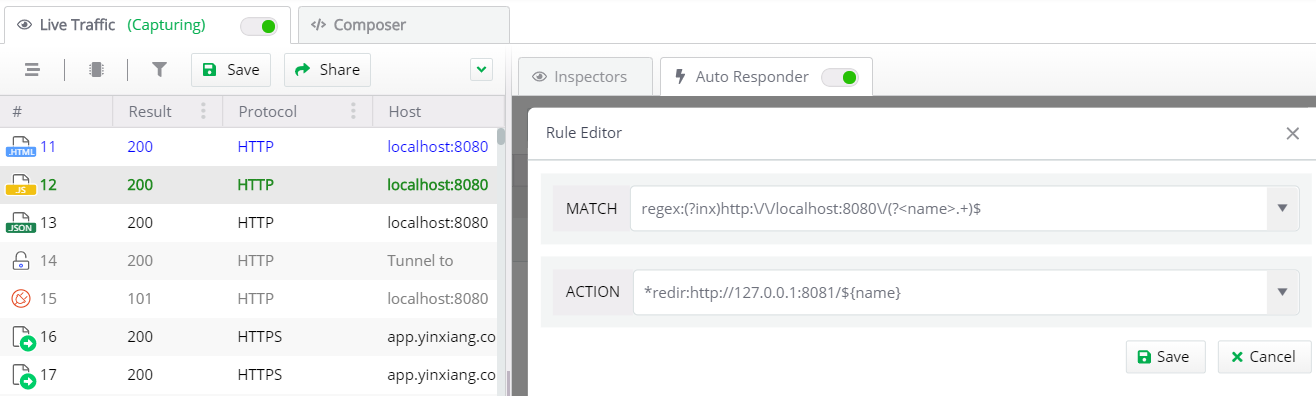 Live Traffic (Capturing)
Composer
Save
Share
Inspectors
Auto Responder
# Result Protocol Host
.HTML 11 200 HTTP localhost:8080
JS 12 200 HTTP localhost:8080
JSON 13 200 HTTP localhost:8080
14 200 HTTP Tunnel to
15 101 HTTP localhost:8080
16 200 HTTPS app.yinxiang.co
17 200 HTTPS app.yinxiang.co
Rule Editor
MATCH regex:(?inx)http:\/\/localhost:8080\/(?<name>.+)$
ACTION *redir:http://127.0.0.1:8081/${name}
Save Cancel